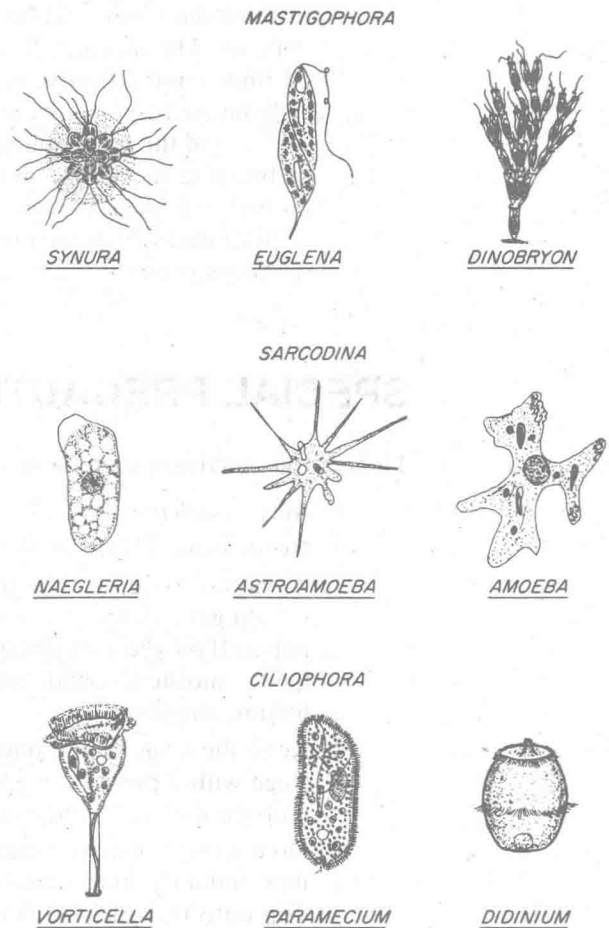 MASTIGOPHORA
SYNURA EUGLENA DINOBRYON
SARCODINA
NAEGLERIA ASTROAMOEBA AMOEBA
CILIOPHORA
VORTICELLA PARAMECIUM DIDINIUM